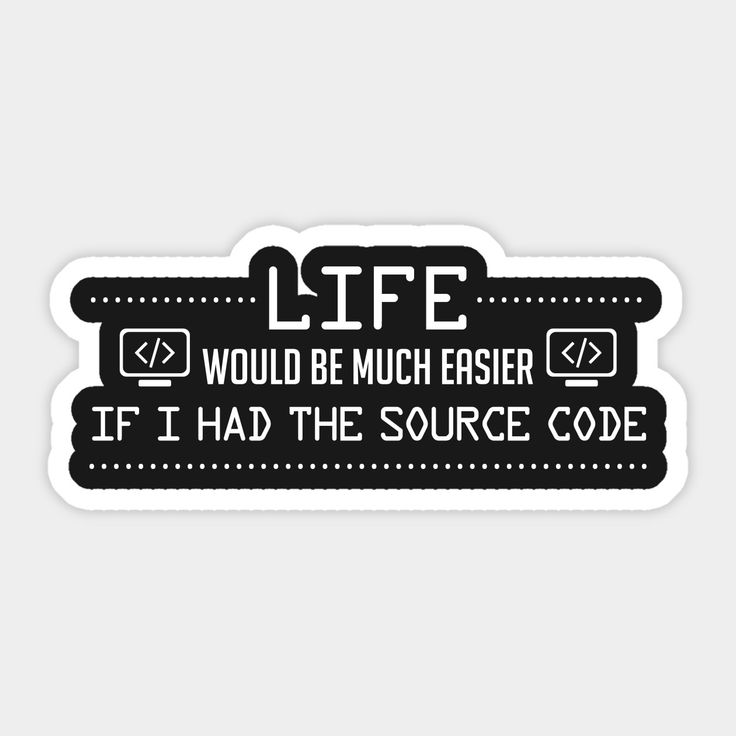 LIFE
</> WOULD BE MUCH EASIER </>
IF I HAD THE SOURCE CODE